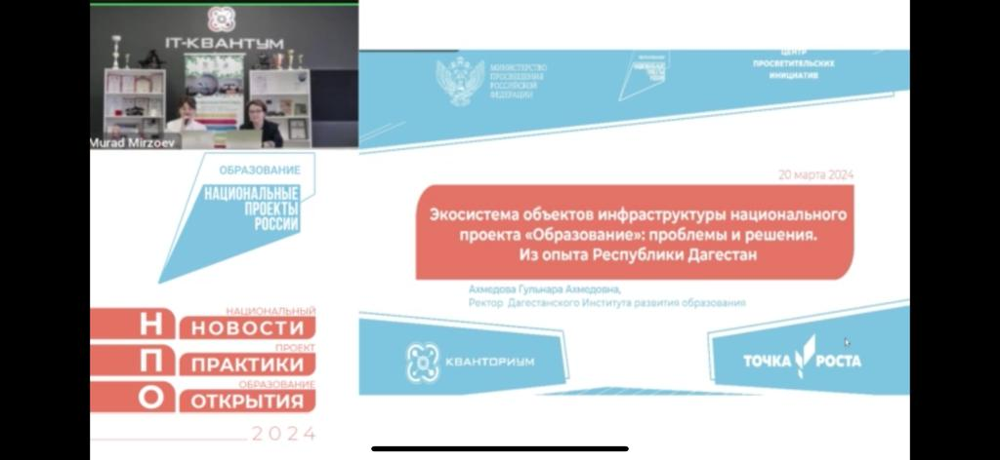 IT-КВАНТУМ
Murad Mirzoev
ОБРАЗОВАНИЕ
НАЦИОНАЛЬНЫЕ
ПРОЕКТЫ
РОССИИ
НАЦИОНАЛЬНЫЙ
Н НОВОСТИ
ПРОЕКТ
П ПРАКТИКИ
ОБРАЗОВАНИЕ
О ОТКРЫТИЯ
2024
МИНИСТЕРСТВО
ПРОСВЕЩЕНИЯ
РОССИЙСКОЙ
ФЕДЕРАЦИИ
ЦЕНТР
ПРОСВЕТИТЕЛЬСКИХ
ИНИЦИАТИВ
20 марта 2024
Экосистема объектов инфраструктуры национального
проекта «Образование»: проблемы и решения.
Из опыта Республики Дагестан
Ахмедова Гульнара Ахмедовна,
Ректор Дагестанского Института развития образования
КВАНТОРИУМ
ТОЧКА РОСТА